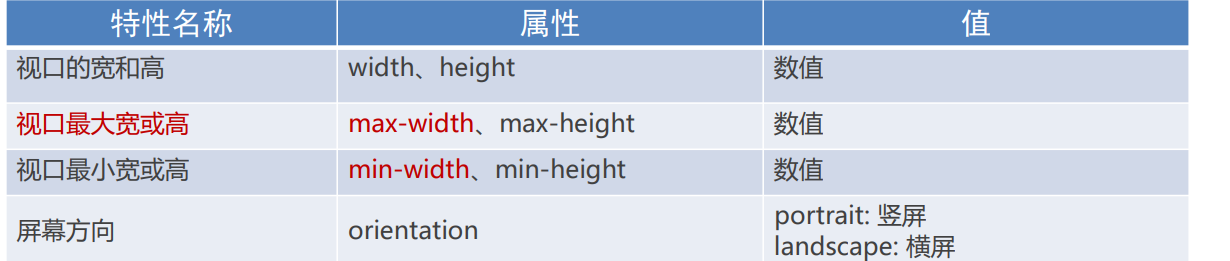 特性名称 属性 值
视口的宽和高 width、height 数值
视口最大宽或高 max-width、max-height 数值
视口最小宽或高 min-width、min-height 数值
屏幕方向 orientation portrait: 竖屏
landscape: 横屏